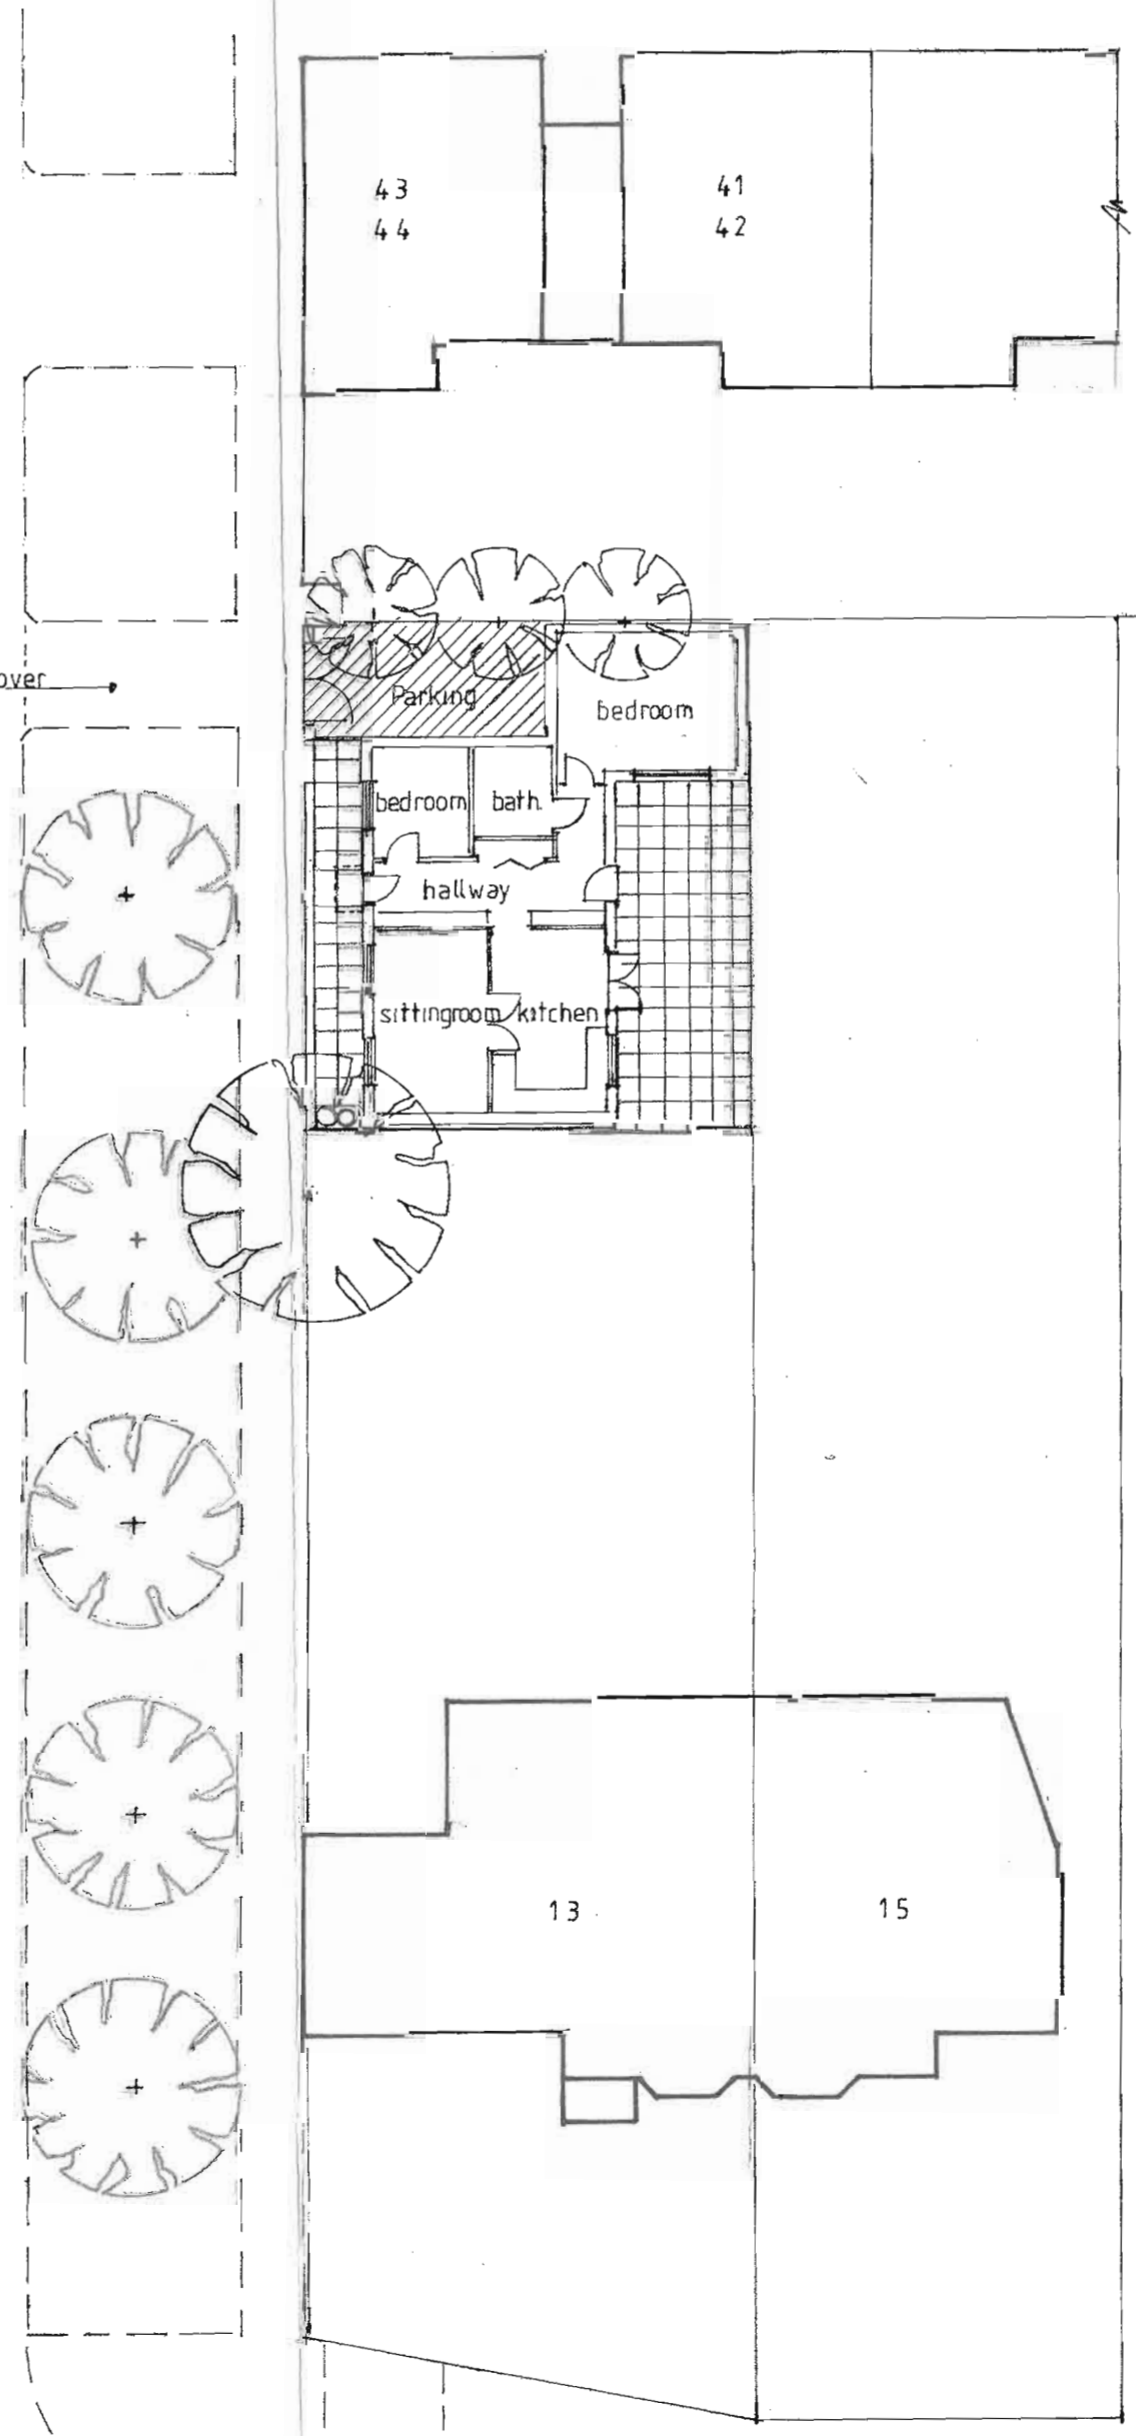 43
44
41
42
over
Parking
bedroom
bedroom
bath
hallway
sittingroom
kitchen
13
15